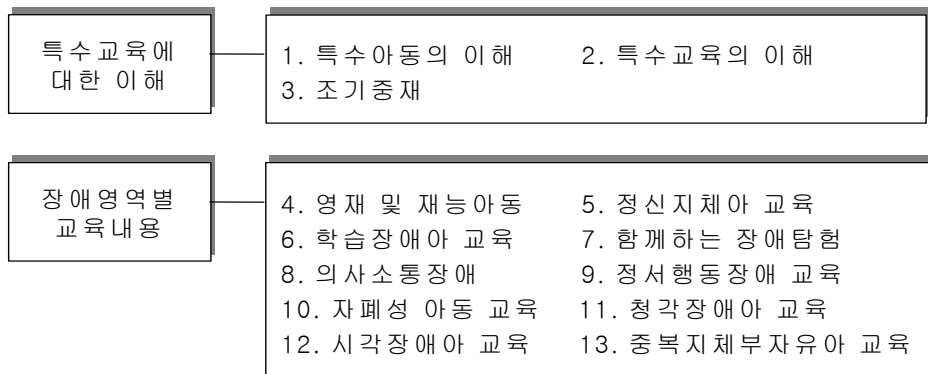 특수교육에
대한 이해
1. 특수아동의 이해 2. 특수교육의 이해
3. 조기중재
장애영역별
교육내용
4. 영재 및 재능아동 5. 정신지체아 교육
6. 학습장애아 교육 7. 함께하는 장애탐험
8. 의사소통장애 9. 정서행동장애 교육
10. 자폐성 아동 교육 11. 청각장애아 교육
12. 시각장애아 교육 13. 중복지체부자유아 교육